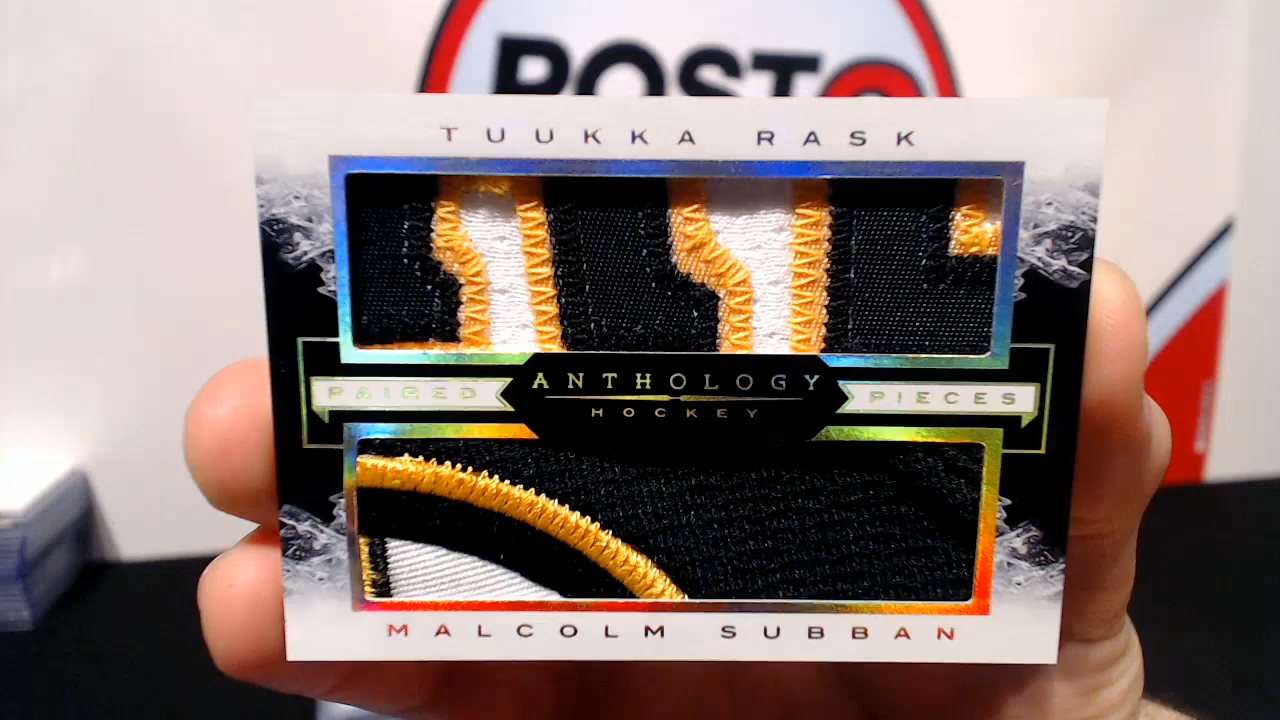 TUUKKA RASK
ANTHOLOGY
HOCKEY
PAIRED PIECES
MALCOLM SUBBAN